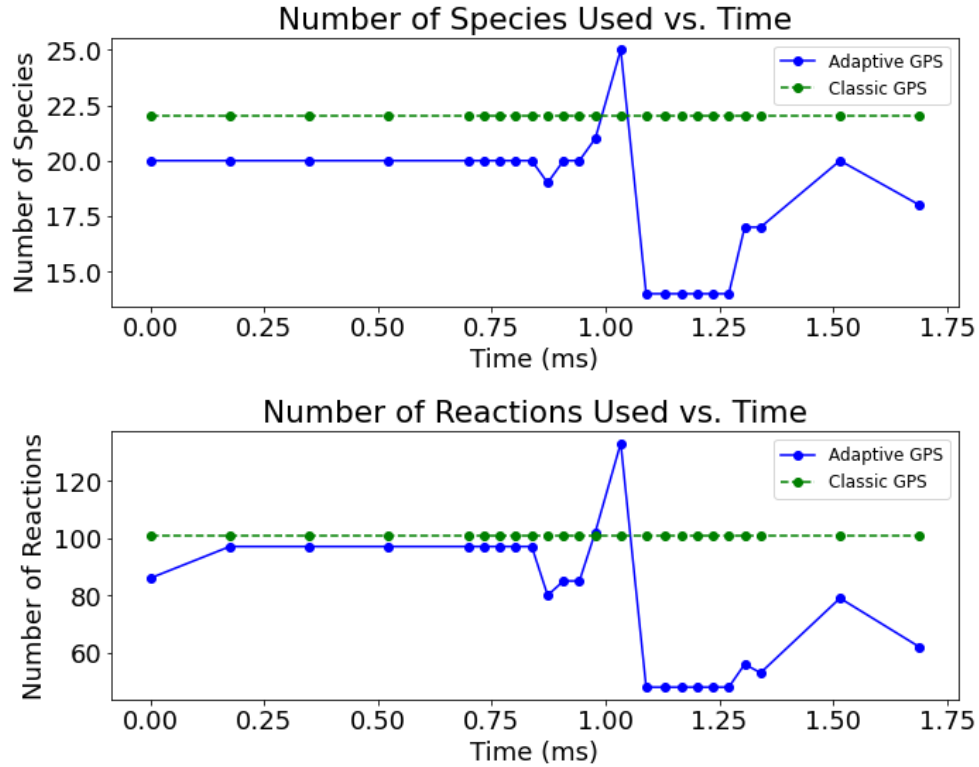 Number of Species Used vs. Time
Number of Species
25.0
22.5
20.0
17.5
15.0
Adaptive GPS
Classic GPS
0.00 0.25 0.50 0.75 1.00 1.25 1.50 1.75
Time (ms)
Number of Reactions Used vs. Time
Number of Reactions
120
100
80
60
Adaptive GPS
Classic GPS
0.00 0.25 0.50 0.75 1.00 1.25 1.50 1.75
Time (ms)